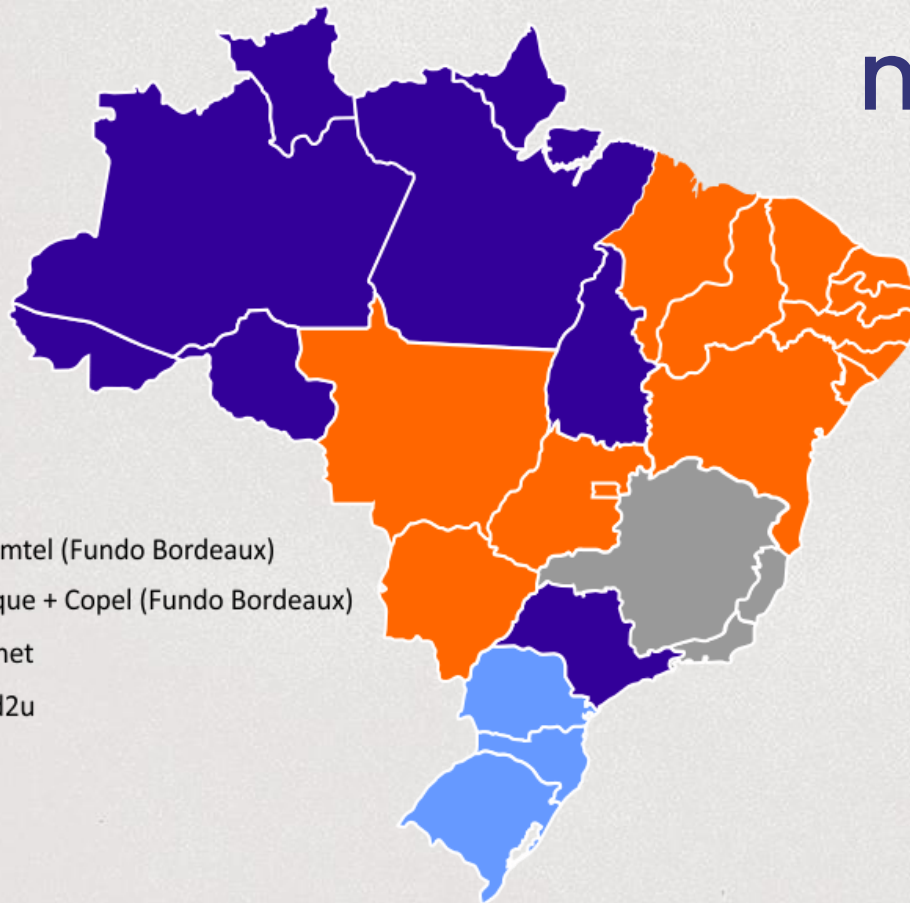 n
mtel (Fundo Bordeaux)
que + Copel (Fundo Bordeaux)
net
d2u